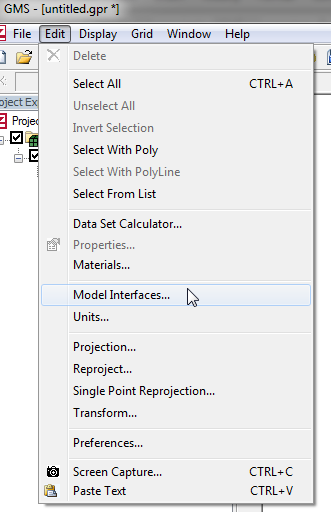 GMS - [untitled.gpr *]
File Edit Display Grid Window Help
Delete
Select All CTRL+A
Unselect All
Invert Selection
Select With Poly
Select With PolyLine
Select From List
Data Set Calculator...
Properties...
Materials...
Model Interfaces...
Units...
Projection...
Reproject...
Single Point Reprojection...
Transform...
Preferences...
Screen Capture... CTRL+C
Paste Text CTRL+V
oject Ex
Projec